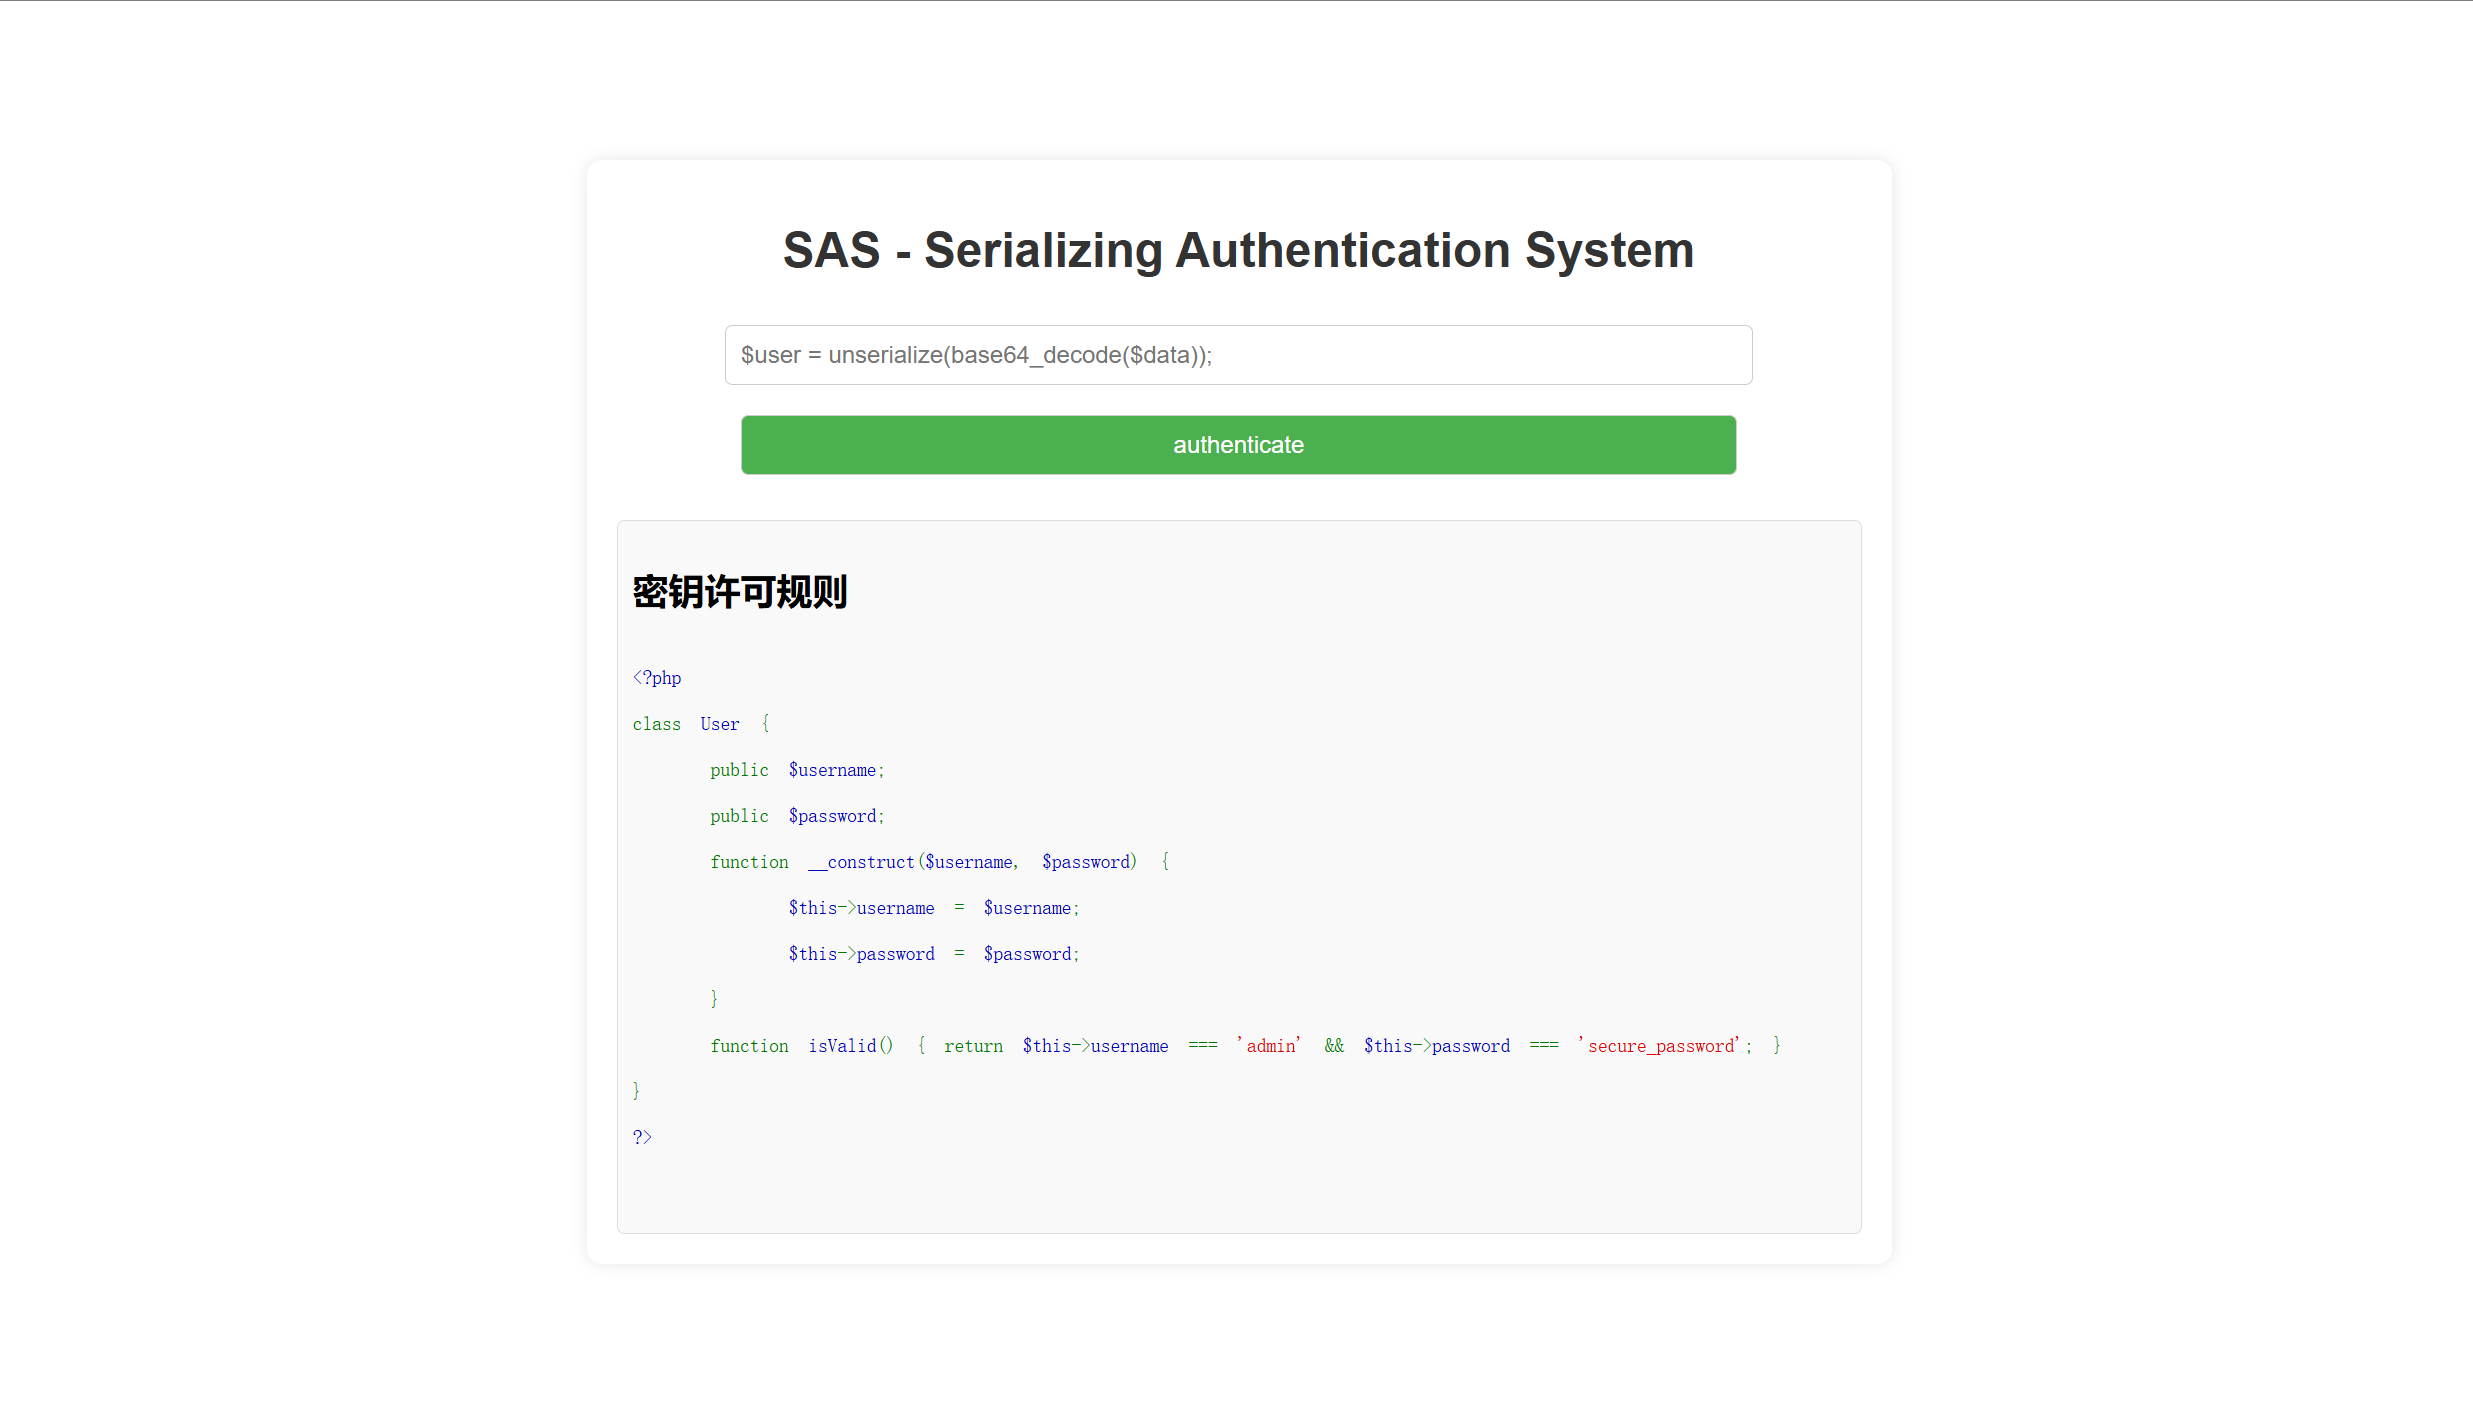 SAS - Serializing Authentication System
$user = unserialize(base64_decode($data));
authenticate
密钥许可规则
<?php
class User {
public $username;
public $password;
function __construct($username, $password) {
$this->username = $username;
$this->password = $password;
}
function isValid() { return $this->username === 'admin' && $this->password === 'secure_password'; }
}
?>